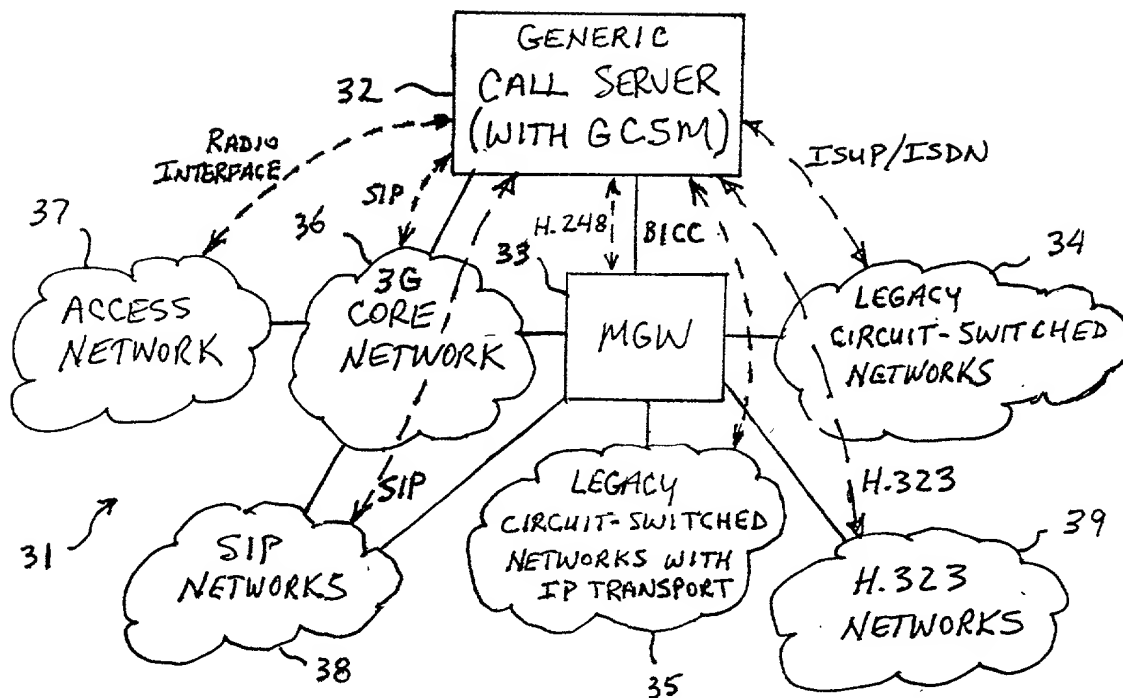 GENERIC
CALL SERVER
(WITH GCSM)
32
RADIO
INTERFACE
SIP
H.248
BICC
ISUP/ISDN
37
ACCESS
NETWORK
36
3G
CORE
NETWORK
33
MGW
34
LEGACY
CIRCUIT-SWITCHED
NETWORKS
31
SIP
SIP
NETWORKS
38
LEGACY
CIRCUIT-SWITCHED
NETWORKS WITH
IP TRANSPORT
35
H.323
39
H.323
NETWORKS